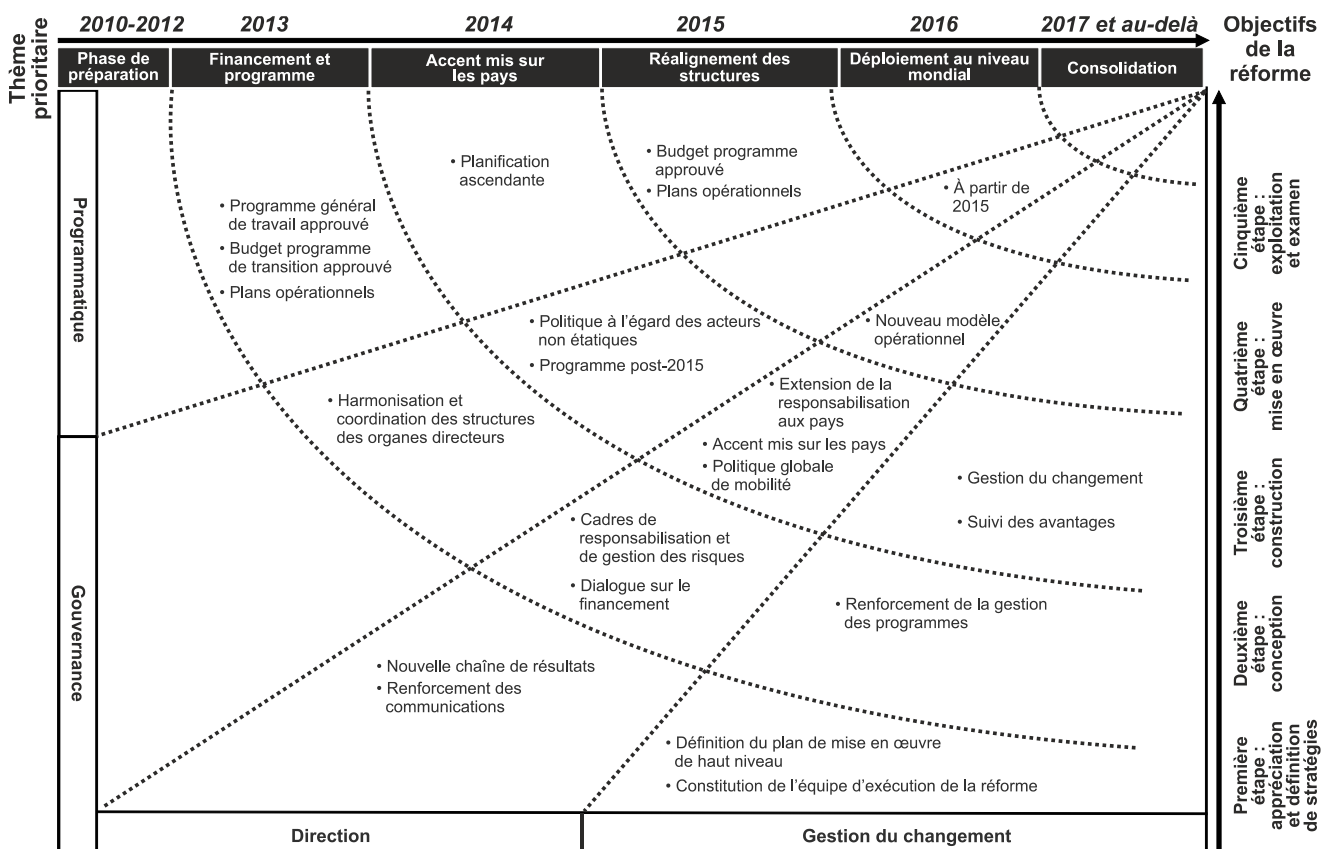 2010-2012
2013
2014
2015
2016
2017 et au-delà
Objectifs
de la
réforme
Thème
prioritaire
Phase de
préparation
Financement et
programme
Accent mis sur
les pays
Réalignement des
structures
Déploiement au niveau
mondial
Consolidation
Programmatique
Gouvernance
• Planification
ascendante
• Budget programme
approuvé
• Plans opérationnels
• À partir de
2015
• Programme général
de travail approuvé
• Budget programme
de transition approuvé
• Plans opérationnels
• Politique à l'égard des acteurs
non étatiques
• Programme post-2015
• Nouveau modèle
opérationnel
• Harmonisation et
coordination des structures
des organes directeurs
• Extension de la
responsabilisation
aux pays
• Accent mis sur les pays
• Politique globale
de mobilité
• Gestion du changement
• Suivi des avantages
• Cadres de
responsabilisation et
de gestion des risques
• Dialogue sur le
financement
• Renforcement de la gestion
des programmes
• Nouvelle chaîne de résultats
• Renforcement des
communications
• Définition du plan de mise en œuvre
de haut niveau
• Constitution de l'équipe d'exécution de la réforme
Direction
Gestion du changement
Cinquième
étape :
exploitation
et examen
Quatrième
étape :
mise en œuvre
Troisième
étape :
construction
Deuxième
étape :
conception
Première
étape :
appréciation
et définition
de stratégies